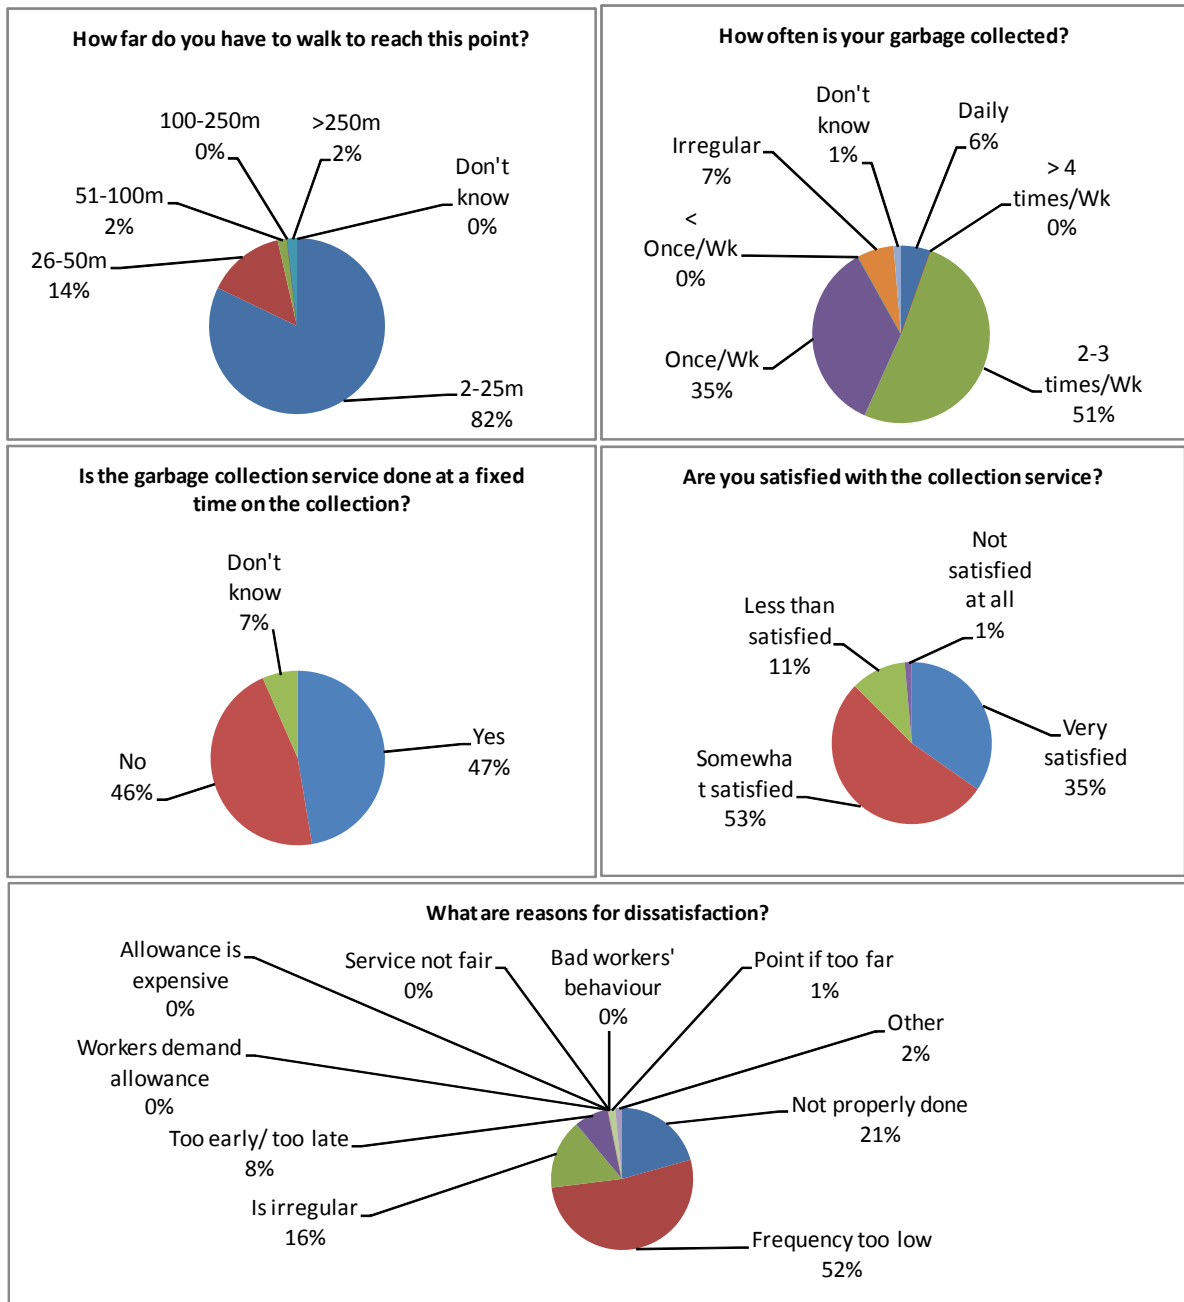 How far do you have to walk to reach this point?
100-250m
0%
>250m
2%
Don't
know
0%
51-100m
2%
26-50m
14%
2-25m
82%
How often is your garbage collected?
Don't
know
1%
Daily
6%
Irregular
7%
> 4
times/Wk
0%
<
Once/Wk
0%
Once/Wk
35%
2-3
times/Wk
51%
Is the garbage collection service done at a fixed
time on the collection?
Don't
know
7%
No
46%
Yes
47%
Are you satisfied with the collection service?
Not
satisfied
at all
1%
Less than
satisfied
11%
Very
satisfied
35%
Somewha
t satisfied
53%
What are reasons for dissatisfaction?
Allowance is
expensive
0%
Service not fair
0%
Bad workers'
behaviour
0%
Point if too far
1%
Other
2%
Workers demand
allowance
0%
Not properly done
21%
Too early/ too late
8%
Is irregular
16%
Frequency too low
52%